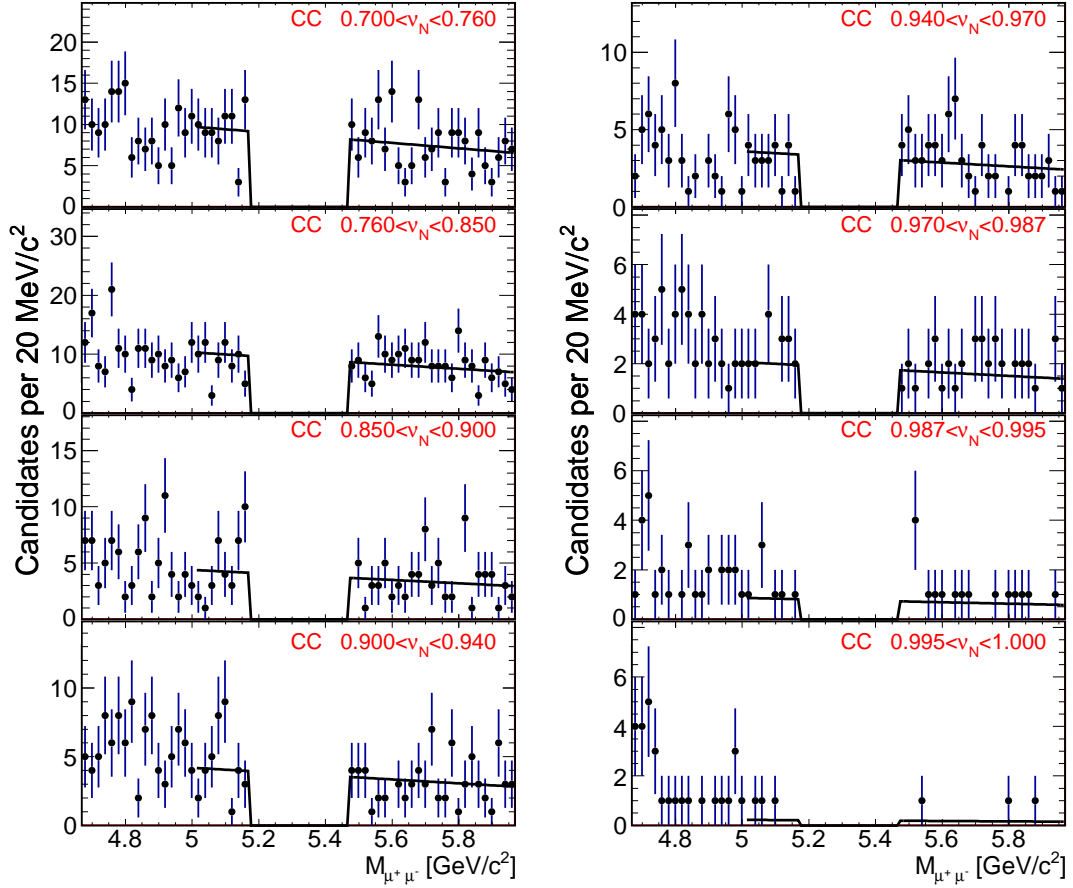 CC 0.700<ν_N<0.760
20
15
10
5
0
CC 0.760<ν_N<0.850
30
20
10
0
CC 0.850<ν_N<0.900
15
10
5
0
CC 0.900<ν_N<0.940
10
5
0
4.8 5 5.2 5.4 5.6 5.8
M_μ⁺ μ⁻ [GeV/c²]
Candidates per 20 MeV/c²
CC 0.940<ν_N<0.970
10
5
0
CC 0.970<ν_N<0.987
6
4
2
0
CC 0.987<ν_N<0.995
6
4
2
0
CC 0.995<ν_N<1.000
6
4
2
0
4.8 5 5.2 5.4 5.6 5.8
M_μ⁺ μ⁻ [GeV/c²]
Candidates per 20 MeV/c²